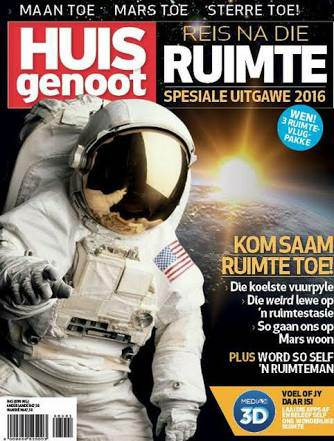 › MAAN TOE › MARS TOE › STERRE TOE!
HUIS
genoot
REIS NA DIE
RUIMTE
SPESIALE UITGAWE 2016
WEN!
3 RUIMTE-
VLUG-
PAKKE
KOM SAAM
RUIMTE TOE!
Die koelste vuurpyle
› Die weird lewe op
'n ruimtestasie
› So gaan ons op
Mars woon
PLUS WORD SO SELF
'N RUIMTEMAN
3D
VOEL OF JY
DAAR IS!
LAAI DIE APPS AF
EN BELEEF SELF
ONS WONDERLIKE
RUIMTE